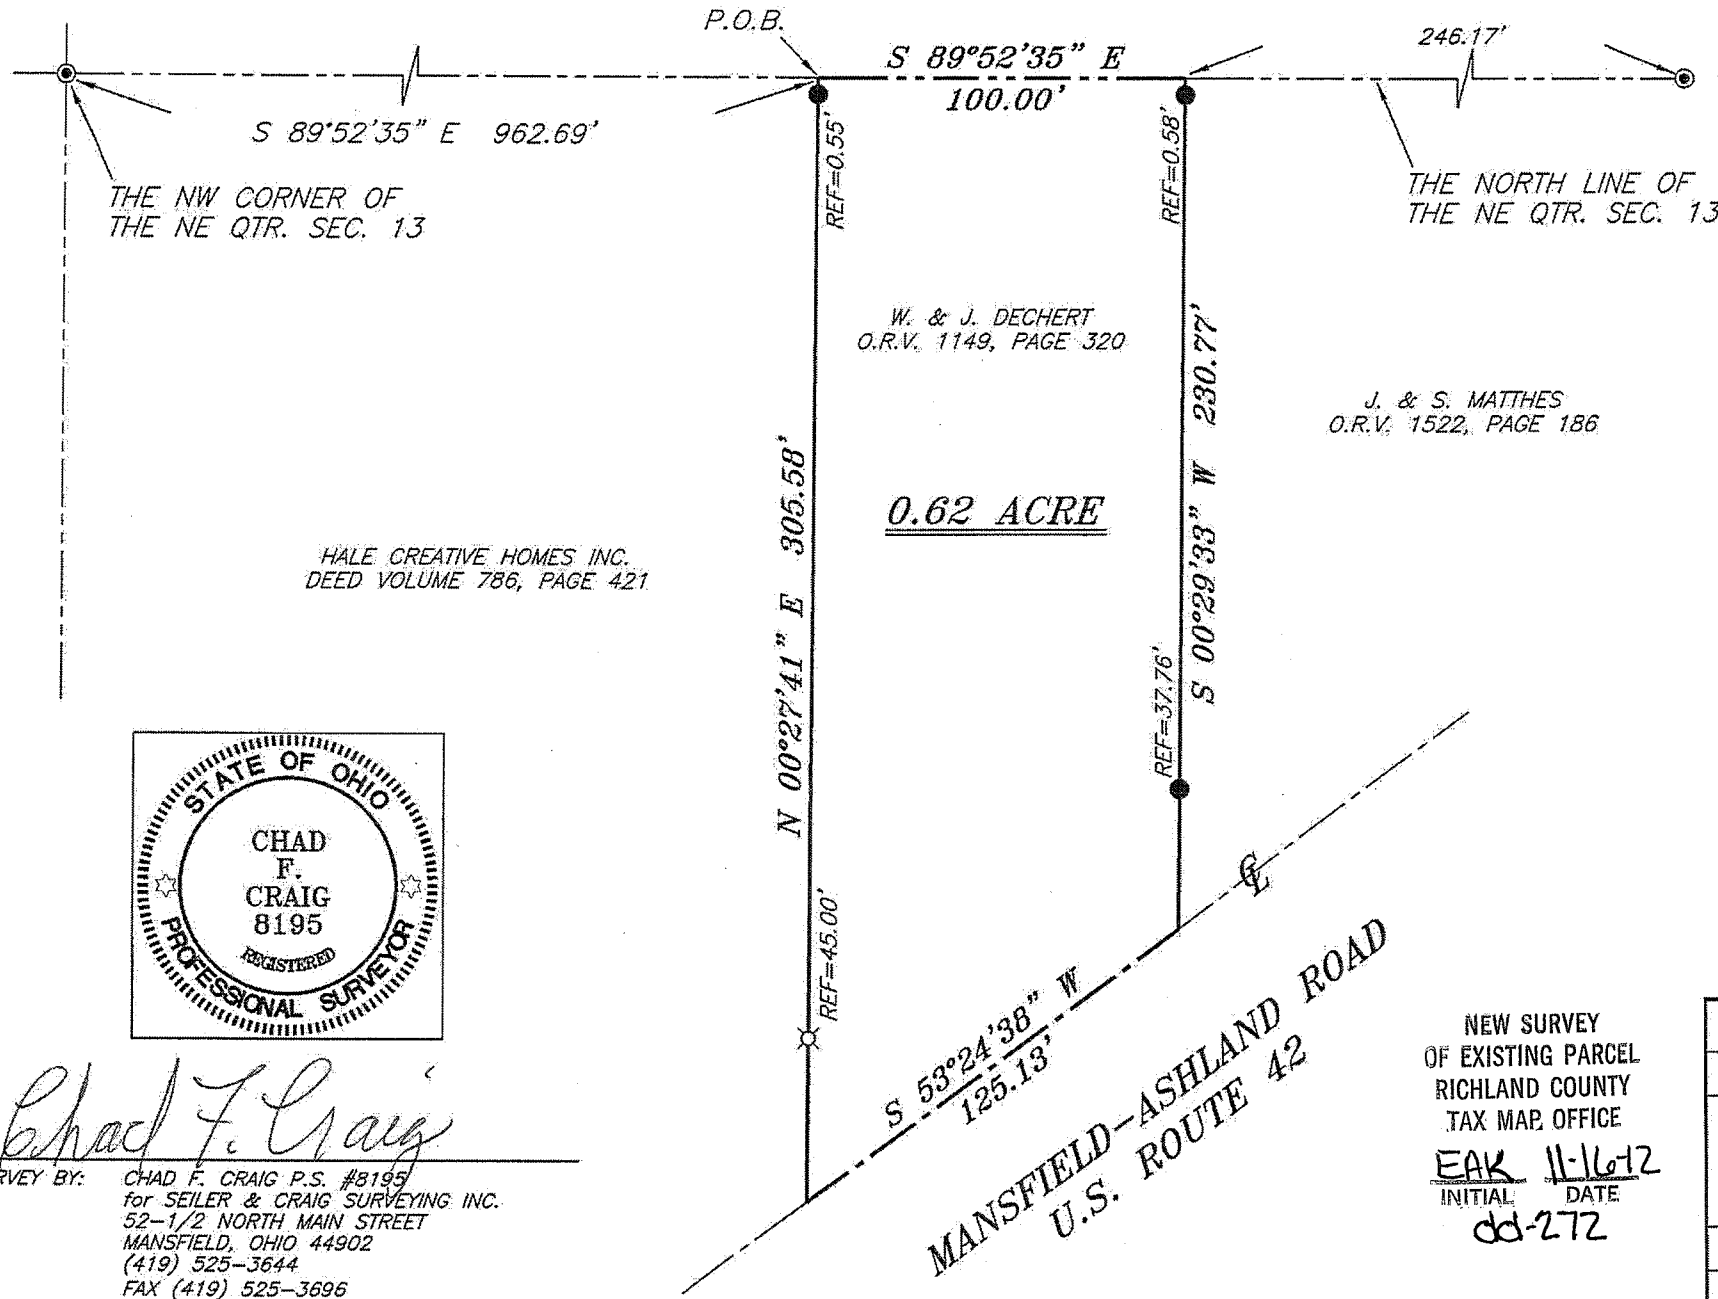 P.O.B.
S 89°52'35" E
100.00'
246.17'
S 89°52'35" E 962.69'
THE NW CORNER OF
THE NE QTR. SEC. 13
REF=0.55'
REF=0.58'
THE NORTH LINE OF
THE NE QTR. SEC. 13
W. & J. DECHERT
O.R.V. 1149, PAGE 320
S 00°29'33" W 230.77'
J. & S. MATTHES
O.R.V. 1522, PAGE 186
N 00°27'41" E 305.58'
0.62 ACRE
HALE CREATIVE HOMES INC.
DEED VOLUME 786, PAGE 421
REF=37.76'
STATE OF OHIO
CHAD
F.
CRAIG
8195
REGISTERED
PROFESSIONAL SURVEYOR
REF=45.00'
CL
S 53°24'38" W
125.13'
MANSFIELD-ASHLAND ROAD
U.S. ROUTE 42
Chad F. Craig
RVEY BY: CHAD F. CRAIG P.S. #8195
for SEILER & CRAIG SURVEYING INC.
52-1/2 NORTH MAIN STREET
MANSFIELD, OHIO 44902
(419) 525-3644
FAX (419) 525-3696
NEW SURVEY
OF EXISTING PARCEL
RICHLAND COUNTY
TAX MAP OFFICE
EAK 11-16-12
INITIAL DATE
dd-272